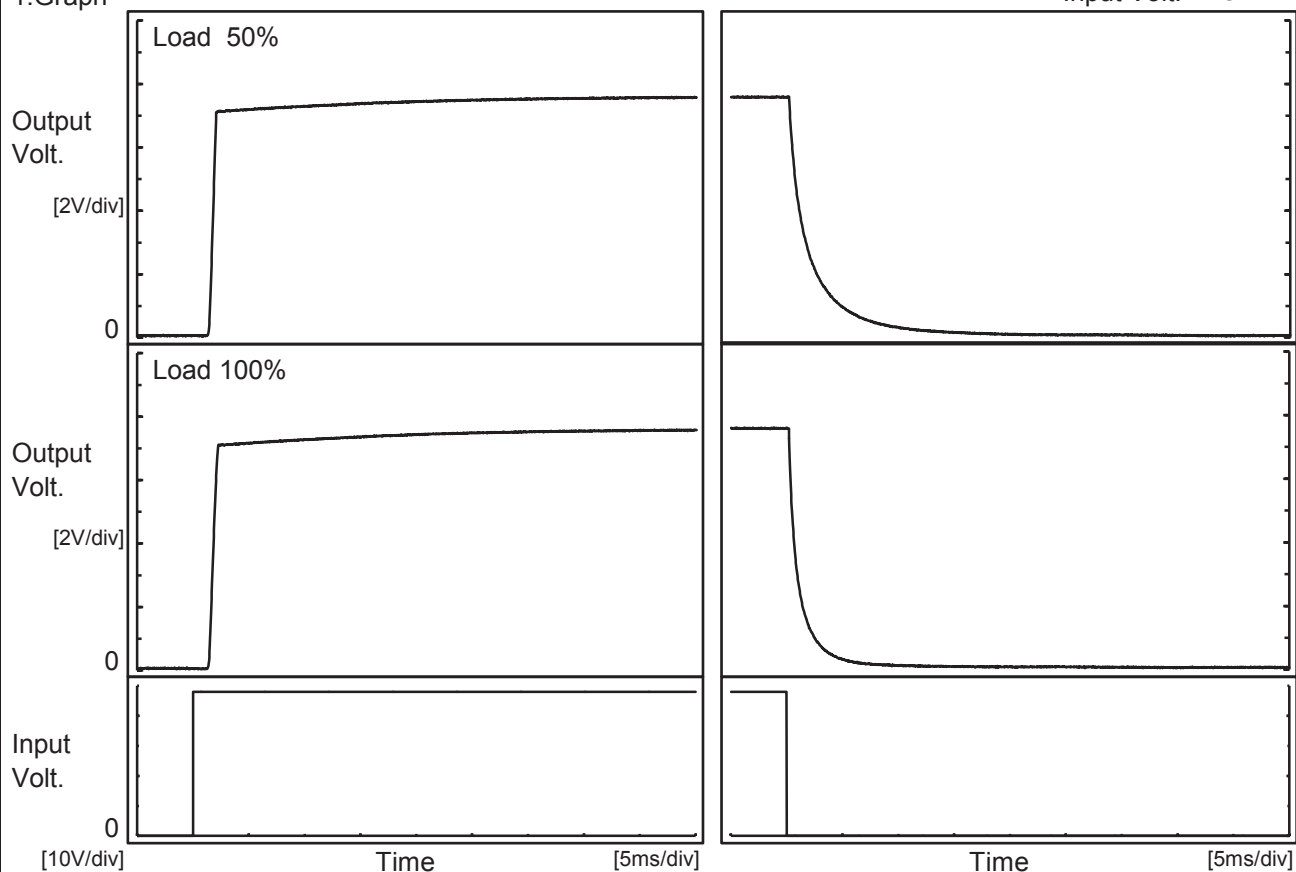 1.Graph
Input Volt.
Load 50%
Output
Volt.
[2V/div]
0
Load 100%
Output
Volt.
[2V/div]
0
Input
Volt.
0
[10V/div]
Time
[5ms/div]
Time
[5ms/div]